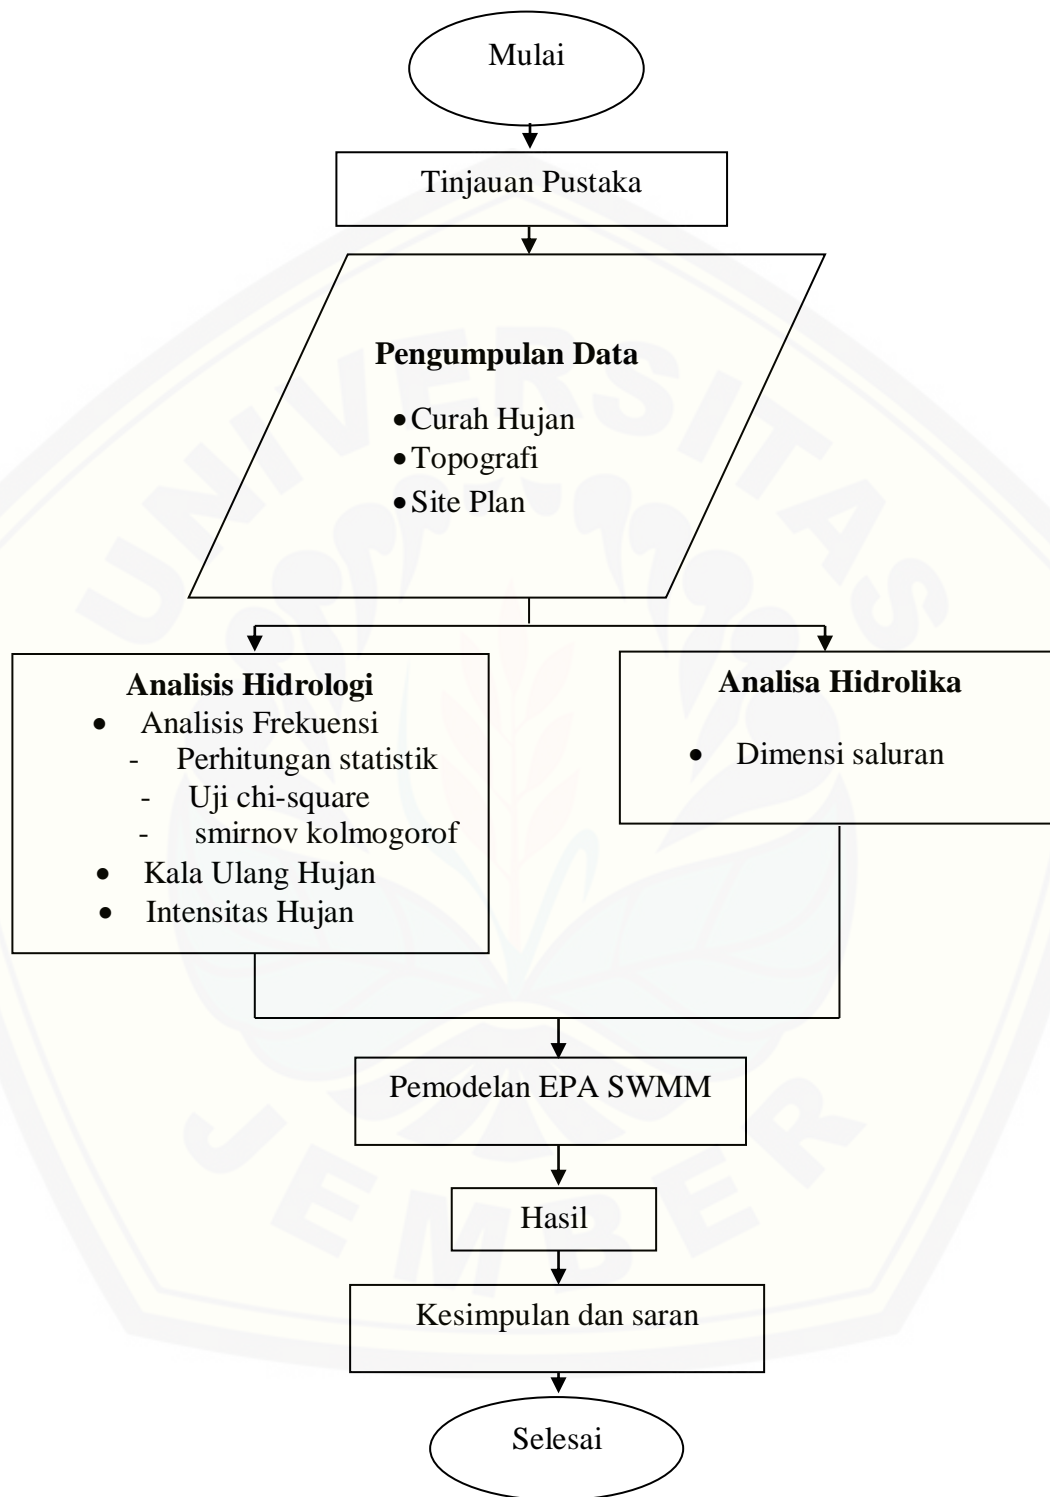 Mulai
Tinjauan Pustaka
Pengumpulan Data
•Curah Hujan
•Topografi
•Site Plan
Analisis Hidrologi
• Analisis Frekuensi
- Perhitungan statistik
- Uji chi-square
- smirnov kolmogorof
• Kala Ulang Hujan
• Intensitas Hujan
Analisa Hidrolika
• Dimensi saluran
Pemodelan EPA SWMM
Hasil
Kesimpulan dan saran
Selesai
UNIVERSITAS
JEMBER